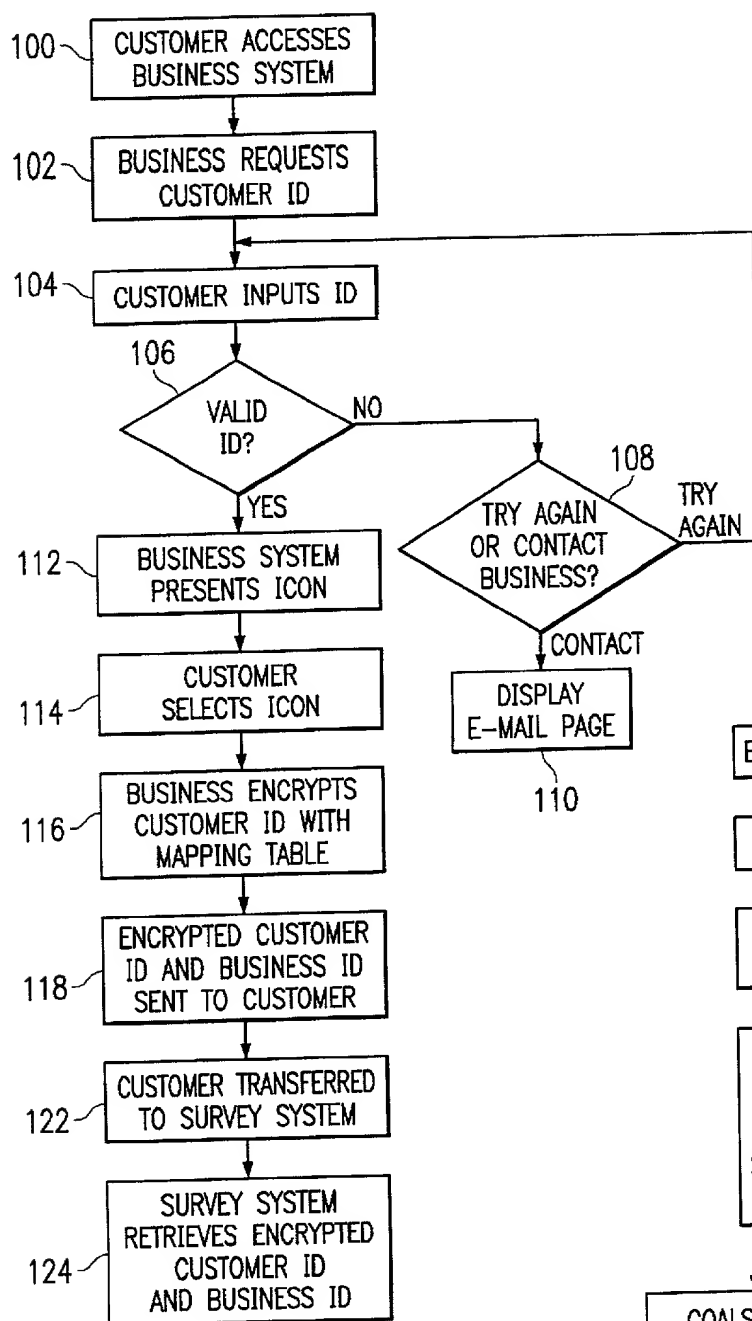 100
CUSTOMER ACCESSES
BUSINESS SYSTEM
102
BUSINESS REQUESTS
CUSTOMER ID
104
CUSTOMER INPUTS ID
106
VALID
ID?
NO
YES
108
TRY AGAIN
OR CONTACT
BUSINESS?
TRY
AGAIN
CONTACT
DISPLAY
E-MAIL PAGE
110
112
BUSINESS SYSTEM
PRESENTS ICON
114
CUSTOMER
SELECTS ICON
116
BUSINESS ENCRYPTS
CUSTOMER ID WITH
MAPPING TABLE
118
ENCRYPTED CUSTOMER
ID AND BUSINESS ID
SENT TO CUSTOMER
122
CUSTOMER TRANSFERRED
TO SURVEY SYSTEM
124
SURVEY SYSTEM
RETRIEVES ENCRYPTED
CUSTOMER ID
AND BUSINESS ID